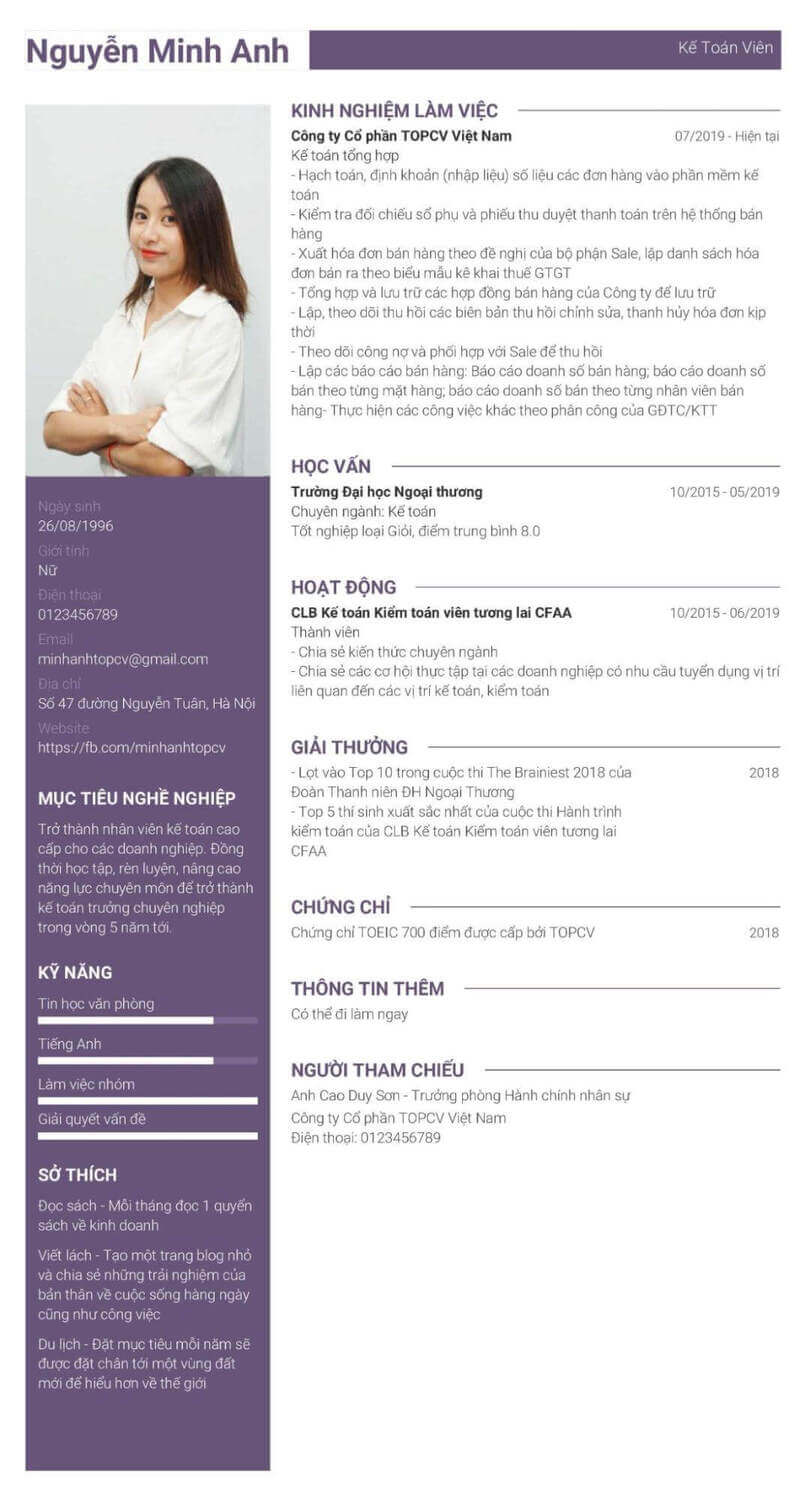 Nguyễn Minh Anh
Kế Toán Viên
Ngày sinh
26/08/1996
Giới tính
Nữ
Điện thoại
0123456789
Email
minhanhtopcv@gmail.com
Địa chỉ
Số 47 đường Nguyễn Tuân, Hà Nội
Website
https://fb.com/minhanhtopcv
MỤC TIÊU NGHỀ NGHIỆP
Trở thành nhân viên kế toán cao
cấp cho các doanh nghiệp. Đồng
thời học tập, rèn luyện, nâng cao
năng lực chuyên môn để trở thành
kế toán trưởng chuyên nghiệp
trong vòng 5 năm tới.
KỸ NĂNG
Tin học văn phòng
Tiếng Anh
Làm việc nhóm
Giải quyết vấn đề
SỞ THÍCH
Đọc sách - Mỗi tháng đọc 1 quyển
sách về kinh doanh
Viết lách - Tạo một trang blog nhỏ
và chia sẻ những trải nghiệm của
bản thân về cuộc sống hàng ngày
cũng như công việc
Du lịch - Đặt mục tiêu mỗi năm sẽ
được đặt chân tới một vùng đất
mới để hiểu hơn về thế giới
KINH NGHIỆM LÀM VIỆC
Công ty Cổ phần TOPCV Việt Nam 07/2019 - Hiện tại
Kế toán tổng hợp
- Hạch toán, định khoản (nhập liệu) số liệu các đơn hàng vào phần mềm kế
toán
- Kiểm tra đối chiếu sổ phụ và phiếu thu duyệt thanh toán trên hệ thống bán
hàng
- Xuất hóa đơn bán hàng theo đề nghị của bộ phận Sale, lập danh sách hóa
đơn bán ra theo biểu mẫu kê khai thuế GTGT
- Tổng hợp và lưu trữ các hợp đồng bán hàng của Công ty để lưu trữ
- Lập, theo dõi thu hồi các biên bản thu hồi chỉnh sửa, thanh hủy hóa đơn kịp
thời
- Theo dõi công nợ và phối hợp với Sale để thu hồi
- Lập các báo cáo bán hàng: Báo cáo doanh số bán hàng; báo cáo doanh số
bán theo từng mặt hàng; báo cáo doanh số bán theo từng nhân viên bán
hàng- Thực hiện các công việc khác theo phân công của GĐTC/KTT
HỌC VẤN
Trường Đại học Ngoại thương 10/2015 - 05/2019
Chuyên ngành: Kế toán
Tốt nghiệp loại Giỏi, điểm trung bình 8.0
HOẠT ĐỘNG
CLB Kế toán Kiểm toán viên tương lai CFAA 10/2015 - 06/2019
Thành viên
- Chia sẻ kiến thức chuyên ngành
- Chia sẻ các cơ hội thực tập tại các doanh nghiệp có nhu cầu tuyển dụng vị trí
liên quan đến các vị trí kế toán, kiểm toán
GIẢI THƯỞNG
- Lọt vào Top 10 trong cuộc thi The Brainiest 2018 của 2018
Đoàn Thanh niên ĐH Ngoại Thương
- Top 5 thí sinh xuất sắc nhất của cuộc thi Hành trình
kiểm toán của CLB Kế toán Kiểm toán viên tương lai
CFAA
CHỨNG CHỈ
Chứng chỉ TOEIC 700 điểm được cấp bởi TOPCV 2018
THÔNG TIN THÊM
Có thể đi làm ngay
NGƯỜI THAM CHIẾU
Anh Cao Duy Sơn - Trưởng phòng Hành chính nhân sự
Công ty Cổ phần TOPCV Việt Nam
Điện thoại: 0123456789